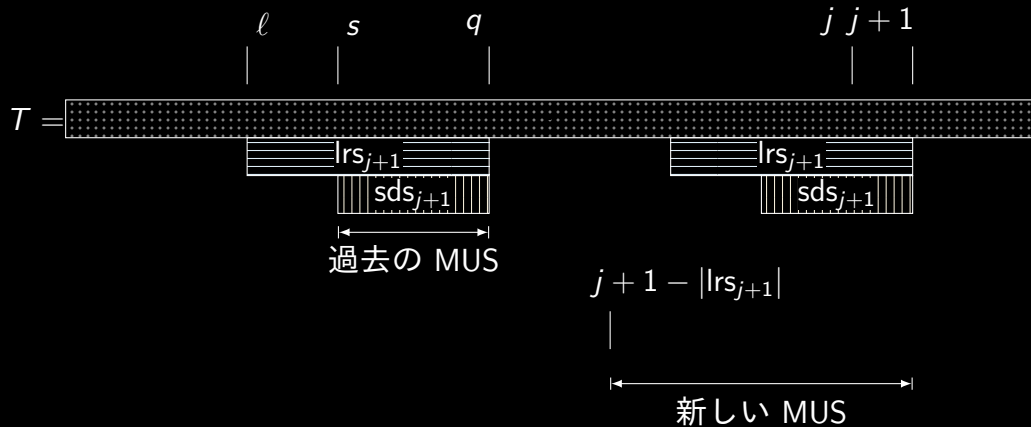 ℓ s q j j + 1
T =
lrs_{j+1} lrs_{j+1}
sds_{j+1} sds_{j+1}
過去の MUS
j + 1 − |lrs_{j+1}|
新しい MUS